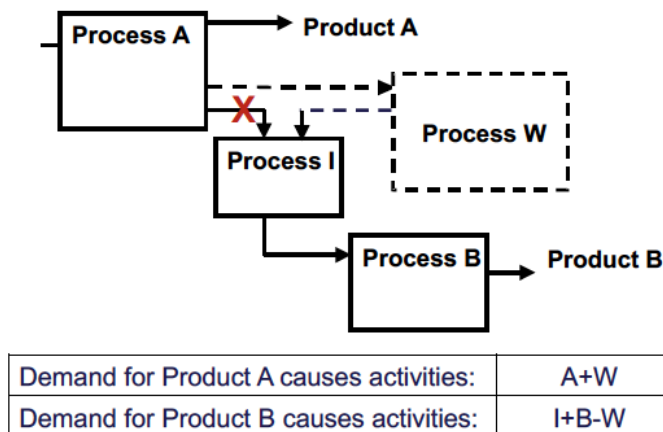 Process A
Product A
X
Process W
Process I
Process B
Product B
Demand for Product A causes activities: A+W
Demand for Product B causes activities: I+B-W